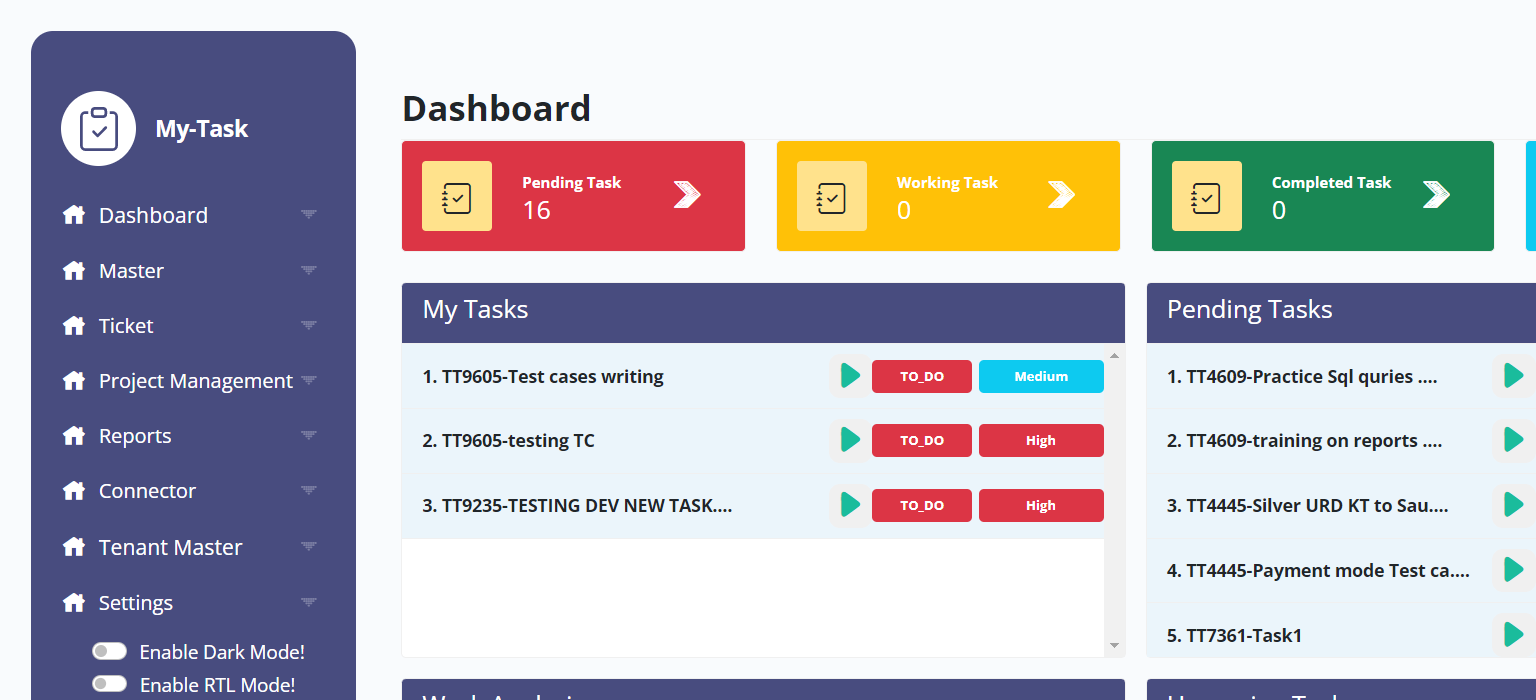 My-Task
Dashboard
Master
Ticket
Project Management
Reports
Connector
Tenant Master
Settings
Enable Dark Mode!
Enable RTL Mode!
Dashboard
Pending Task
16
Working Task
0
Completed Task
0
My Tasks
1. TT9605-Test cases writing TO_DO Medium
2. TT9605-testing TC TO_DO High
3. TT9235-TESTING DEV NEW TASK.... TO_DO High
Pending Tasks
1. TT4609-Practice Sql quries ....
2. TT4609-training on reports ....
3. TT4445-Silver URD KT to Sau....
4. TT4445-Payment mode Test ca....
5. TT7361-Task1